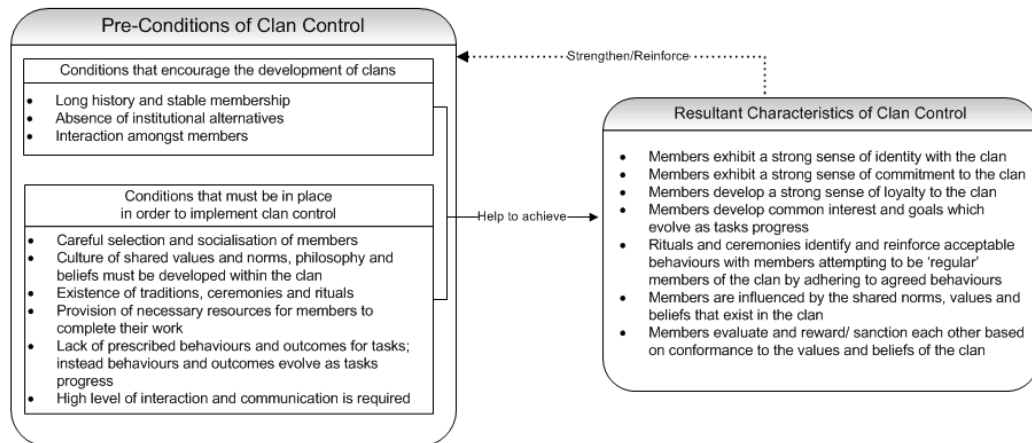 Pre-Conditions of Clan Control
Conditions that encourage the development of clans
• Long history and stable membership
• Absence of institutional alternatives
• Interaction amongst members
Conditions that must be in place
in order to implement clan control
• Careful selection and socialisation of members
• Culture of shared values and norms, philosophy and
beliefs must be developed within the clan
• Existence of traditions, ceremonies and rituals
• Provision of necessary resources for members to
complete their work
• Lack of prescribed behaviours and outcomes for tasks;
instead behaviours and outcomes evolve as tasks
progress
• High level of interaction and communication is required
Strengthen/Reinforce
Help to achieve
Resultant Characteristics of Clan Control
• Members exhibit a strong sense of identity with the clan
• Members exhibit a strong sense of commitment to the clan
• Members develop a strong sense of loyalty to the clan
• Members develop common interest and goals which
evolve as tasks progress
• Rituals and ceremonies identify and reinforce acceptable
behaviours with members attempting to be ‘regular’
members of the clan by adhering to agreed behaviours
• Members are influenced by the shared norms, values and
beliefs that exist in the clan
• Members evaluate and reward/ sanction each other based
on conformance to the values and beliefs of the clan